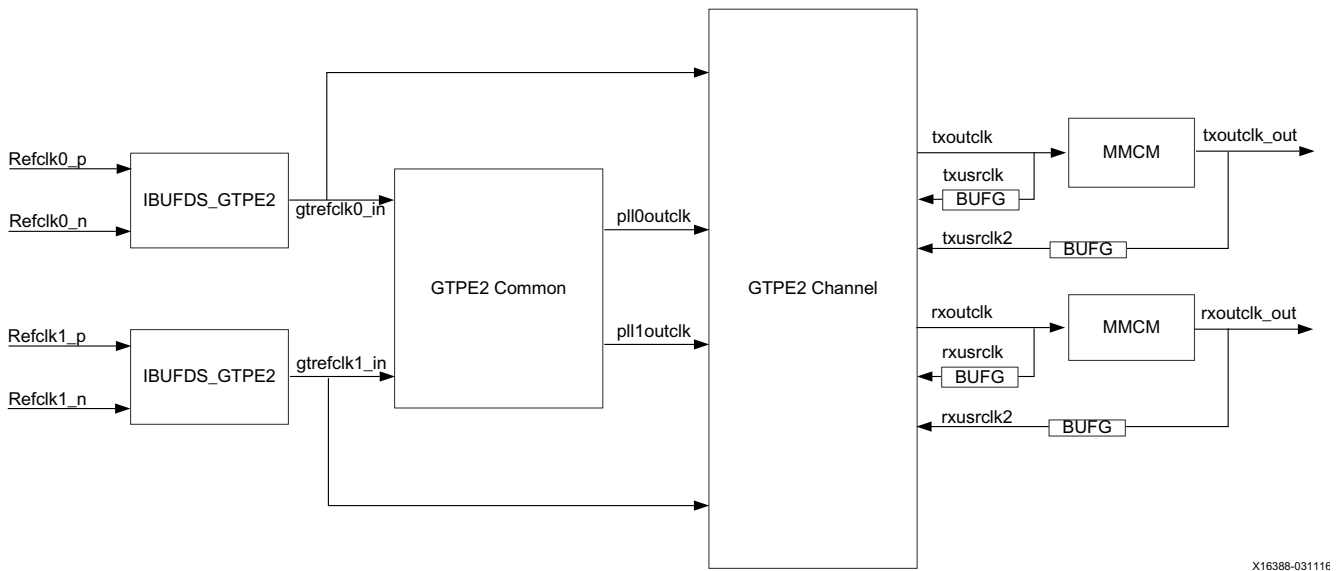 Refclk0_p
Refclk0_n
IBUFDS_GTPE2
gtrefclk0_in
Refclk1_p
Refclk1_n
IBUFDS_GTPE2
gtrefclk1_in
GTPE2 Common
pll0outclk
pll1outclk
GTPE2 Channel
txoutclk
MMCM
txoutclk_out
txusrclk
BUFG
txusrclk2
BUFG
rxoutclk
MMCM
rxoutclk_out
rxusrclk
BUFG
rxusrclk2
BUFG
X16388-031116